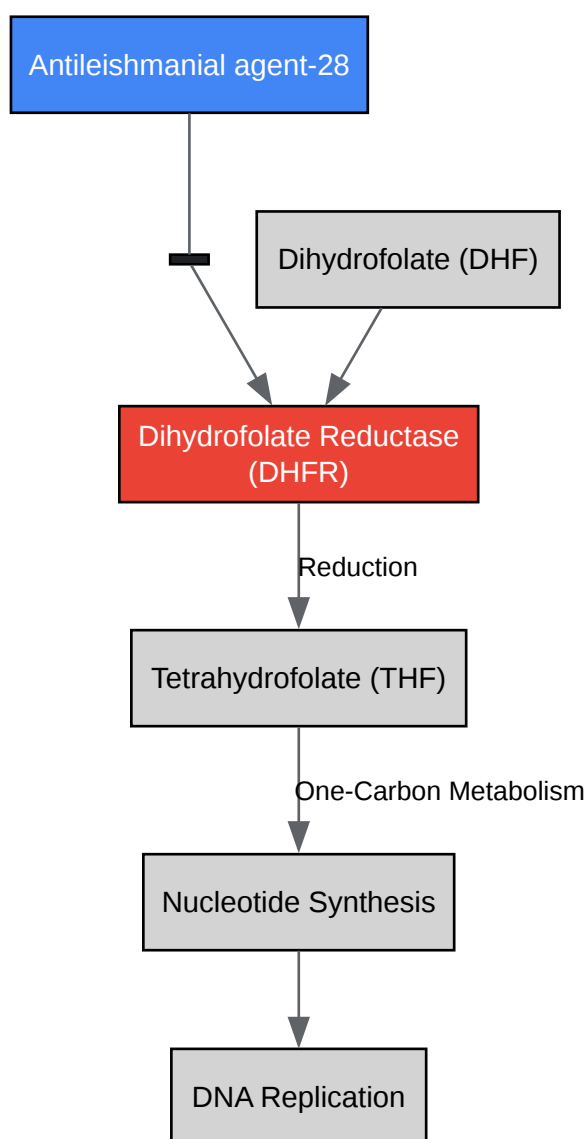 Antileishmanial agent-28
Dihydrofolate (DHF)
Dihydrofolate Reductase
(DHFR)
Reduction
Tetrahydrofolate (THF)
One-Carbon Metabolism
Nucleotide Synthesis
DNA Replication